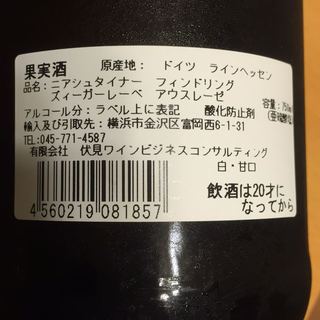 果実酒 原産地： ドイツ ラインヘッセン
品名：ニアシュタイナー フィンドリング
ズィーガーレーベ アウスレーゼ
アルコール分：ラベル上に表記 酸化防止剤 容量：750
輸入及び引取先：横浜市金沢区富岡西6-1-31
TEL:045-771-4587
有限会社 伏見ワインビジネスコンサルティング
白・甘口
4 560219 081857
飲酒は20才に
なってから